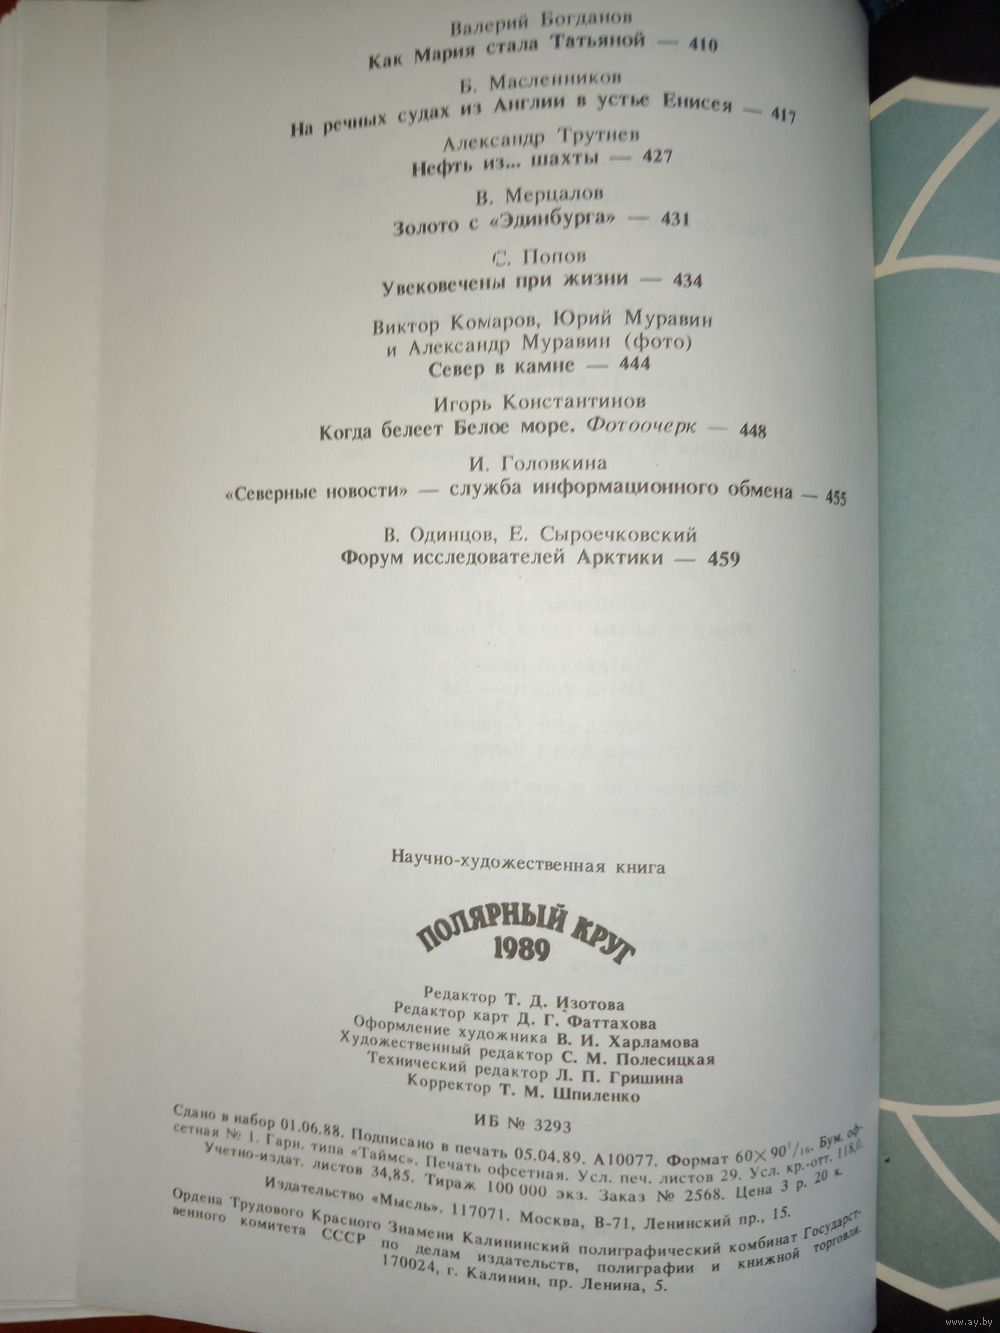 Валерий Богданов
Как Мария стала Татьяной — 410
Б. Масленников
На речных судах из Англии в устье Енисея — 417
Александр Трутнев
Нефть из... шахты — 427
В. Мерцалов
Золото с «Эдинбурга» — 431
С. Попов
Увековечены при жизни — 434
Виктор Комаров, Юрий Муравин
и Александр Муравин (фото)
Север в камне — 444
Игорь Константинов
Когда белеет Белое море. Фотоочерк — 448
И. Головкина
«Северные новости» — служба информационного обмена — 455
В. Одинцов, Е. Сыроечковский
Форум исследователей Арктики — 459
Научно-художественная книга
ПОЛЯРНЫЙ КРУГ
1989
Редактор Т. Д. Изотова
Редактор карт Д. Г. Фаттахова
Оформление художника В. И. Харламова
Художественный редактор С. М. Полесицкая
Технический редактор Л. П. Гришина
Корректор Т. М. Шпиленко
ИБ № 3293
Сдано в набор 01.06.88. Подписано в печать 05.04.89. А10077. Формат 60×90 1/16. Бум. оф-
сетная № 1. Гарн. типа «Таймс». Печать офсетная. Усл. печ. листов 29. Усл. кр.-отт. 118,0.
Учетно-издат. листов 34,85. Тираж 100 000 экз. Заказ № 2568. Цена 3 р. 20 к.
Издательство «Мысль». 117071. Москва, В-71, Ленинский пр., 15.
Ордена Трудового Красного Знамени Калининский полиграфический комбинат Государст-
венного комитета СССР по делам издательств, полиграфии и книжной торговли.
170024, г. Калинин, пр. Ленина, 5.
www.ay.by